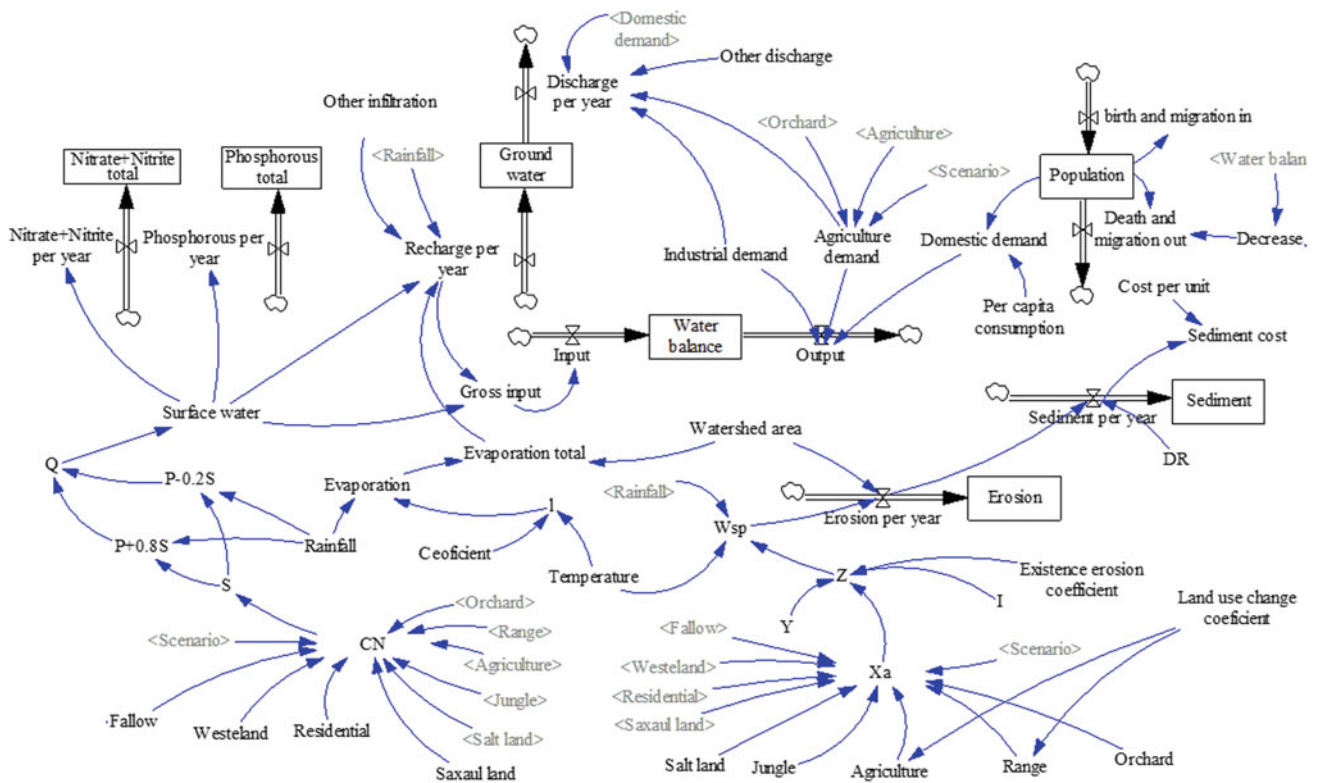 <Domestic
demand>
Other discharge
Discharge
per year
Other infiltration
birth and migration in
<Orchard>
<Agriculture>
<Rainfall>
Nitrate+Nitrite
total
Phosphorous
total
Ground
water
<Water balan
Population
<Scenario>
Nitrate+Nitrite
per year
Phosphorous per
year
Recharge per
year
Industrial demand
Agriculture
demand
Domestic demand
Death and
migration out
Decrease
Cost per unit
Per capita
consumption
Water
balance
Input
Output
Sediment cost
Gross input
Surface water
Sediment
Sediment per year
Watershed area
Evaporation total
DR
Q
P-0.2S
Evaporation
<Rainfall>
Erosion
Erosion per year
l
Wsp
P+0.8S
Rainfall
Ceoficient
Temperature
S
Z
Existence erosion
coefficient
I
Y
Land use change
coeficient
<Orchard>
<Range>
<Scenario>
CN
<Agriculture>
<Fallow>
<Scenario>
<Westeland>
Xa
<Jungle>
<Residential>
Fallow
Westeland
Residential
<Salt land>
<Saxaul land>
Saxaul land
Salt land
Jungle
Agriculture
Range
Orchard